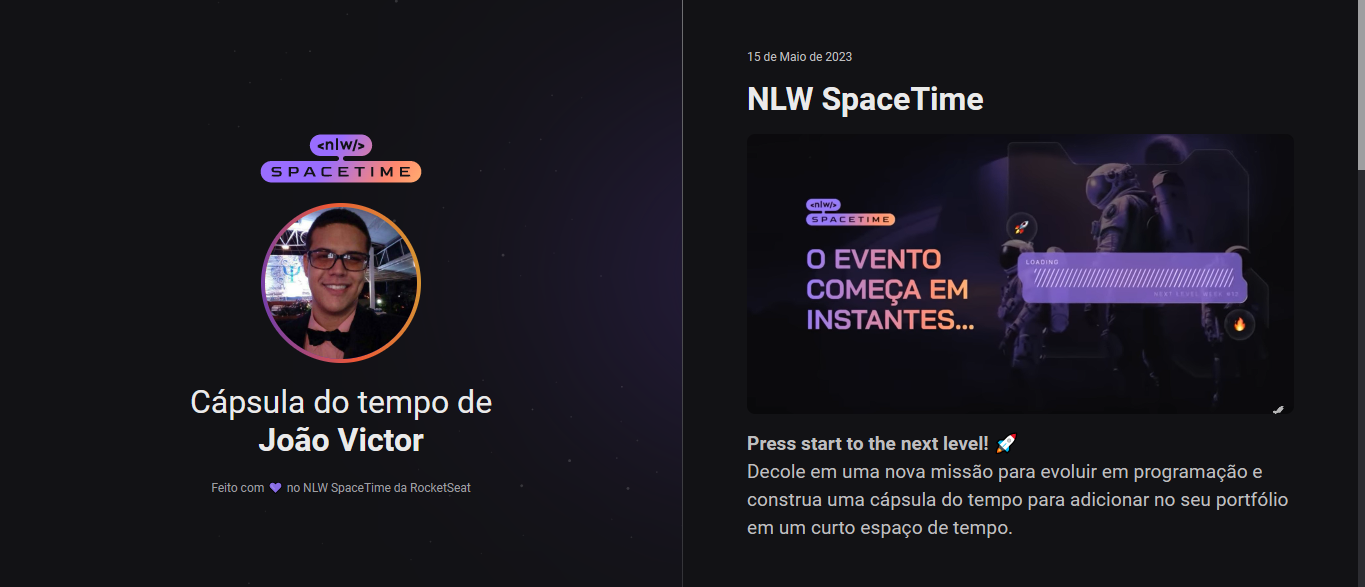 <nlw/>
SPACETIME
Cápsula do tempo de
João Victor
Feito com 💜 no NLW SpaceTime da RocketSeat
15 de Maio de 2023
NLW SpaceTime
<nlw/>
SPACETIME
O EVENTO
COMEÇA EM
INSTANTES...
LOADING
NEXT LEVEL WEEK #12
Press start to the next level! 🚀
Decole em uma nova missão para evoluir em programação e
construa uma cápsula do tempo para adicionar no seu portfólio
em um curto espaço de tempo.